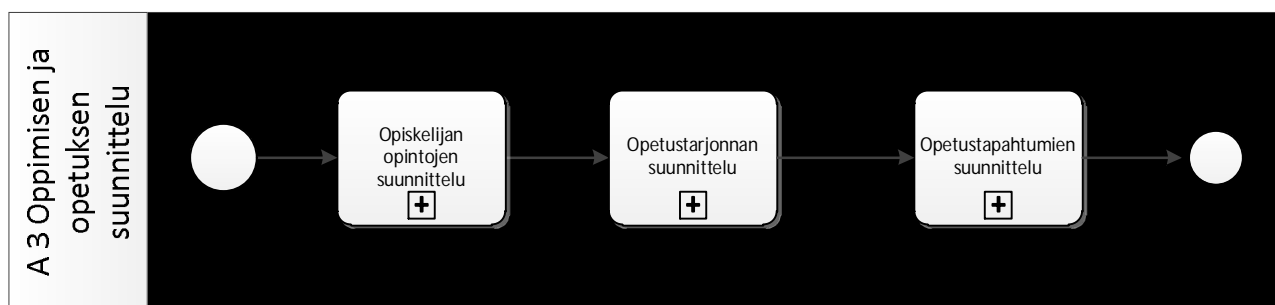 A 3 Oppimisen ja
opetuksen
suunnittelu
Opiskelijan
opintojen
suunnittelu
Opetustarjonnan
suunnittelu
Opetustapahtumien
suunnittelu